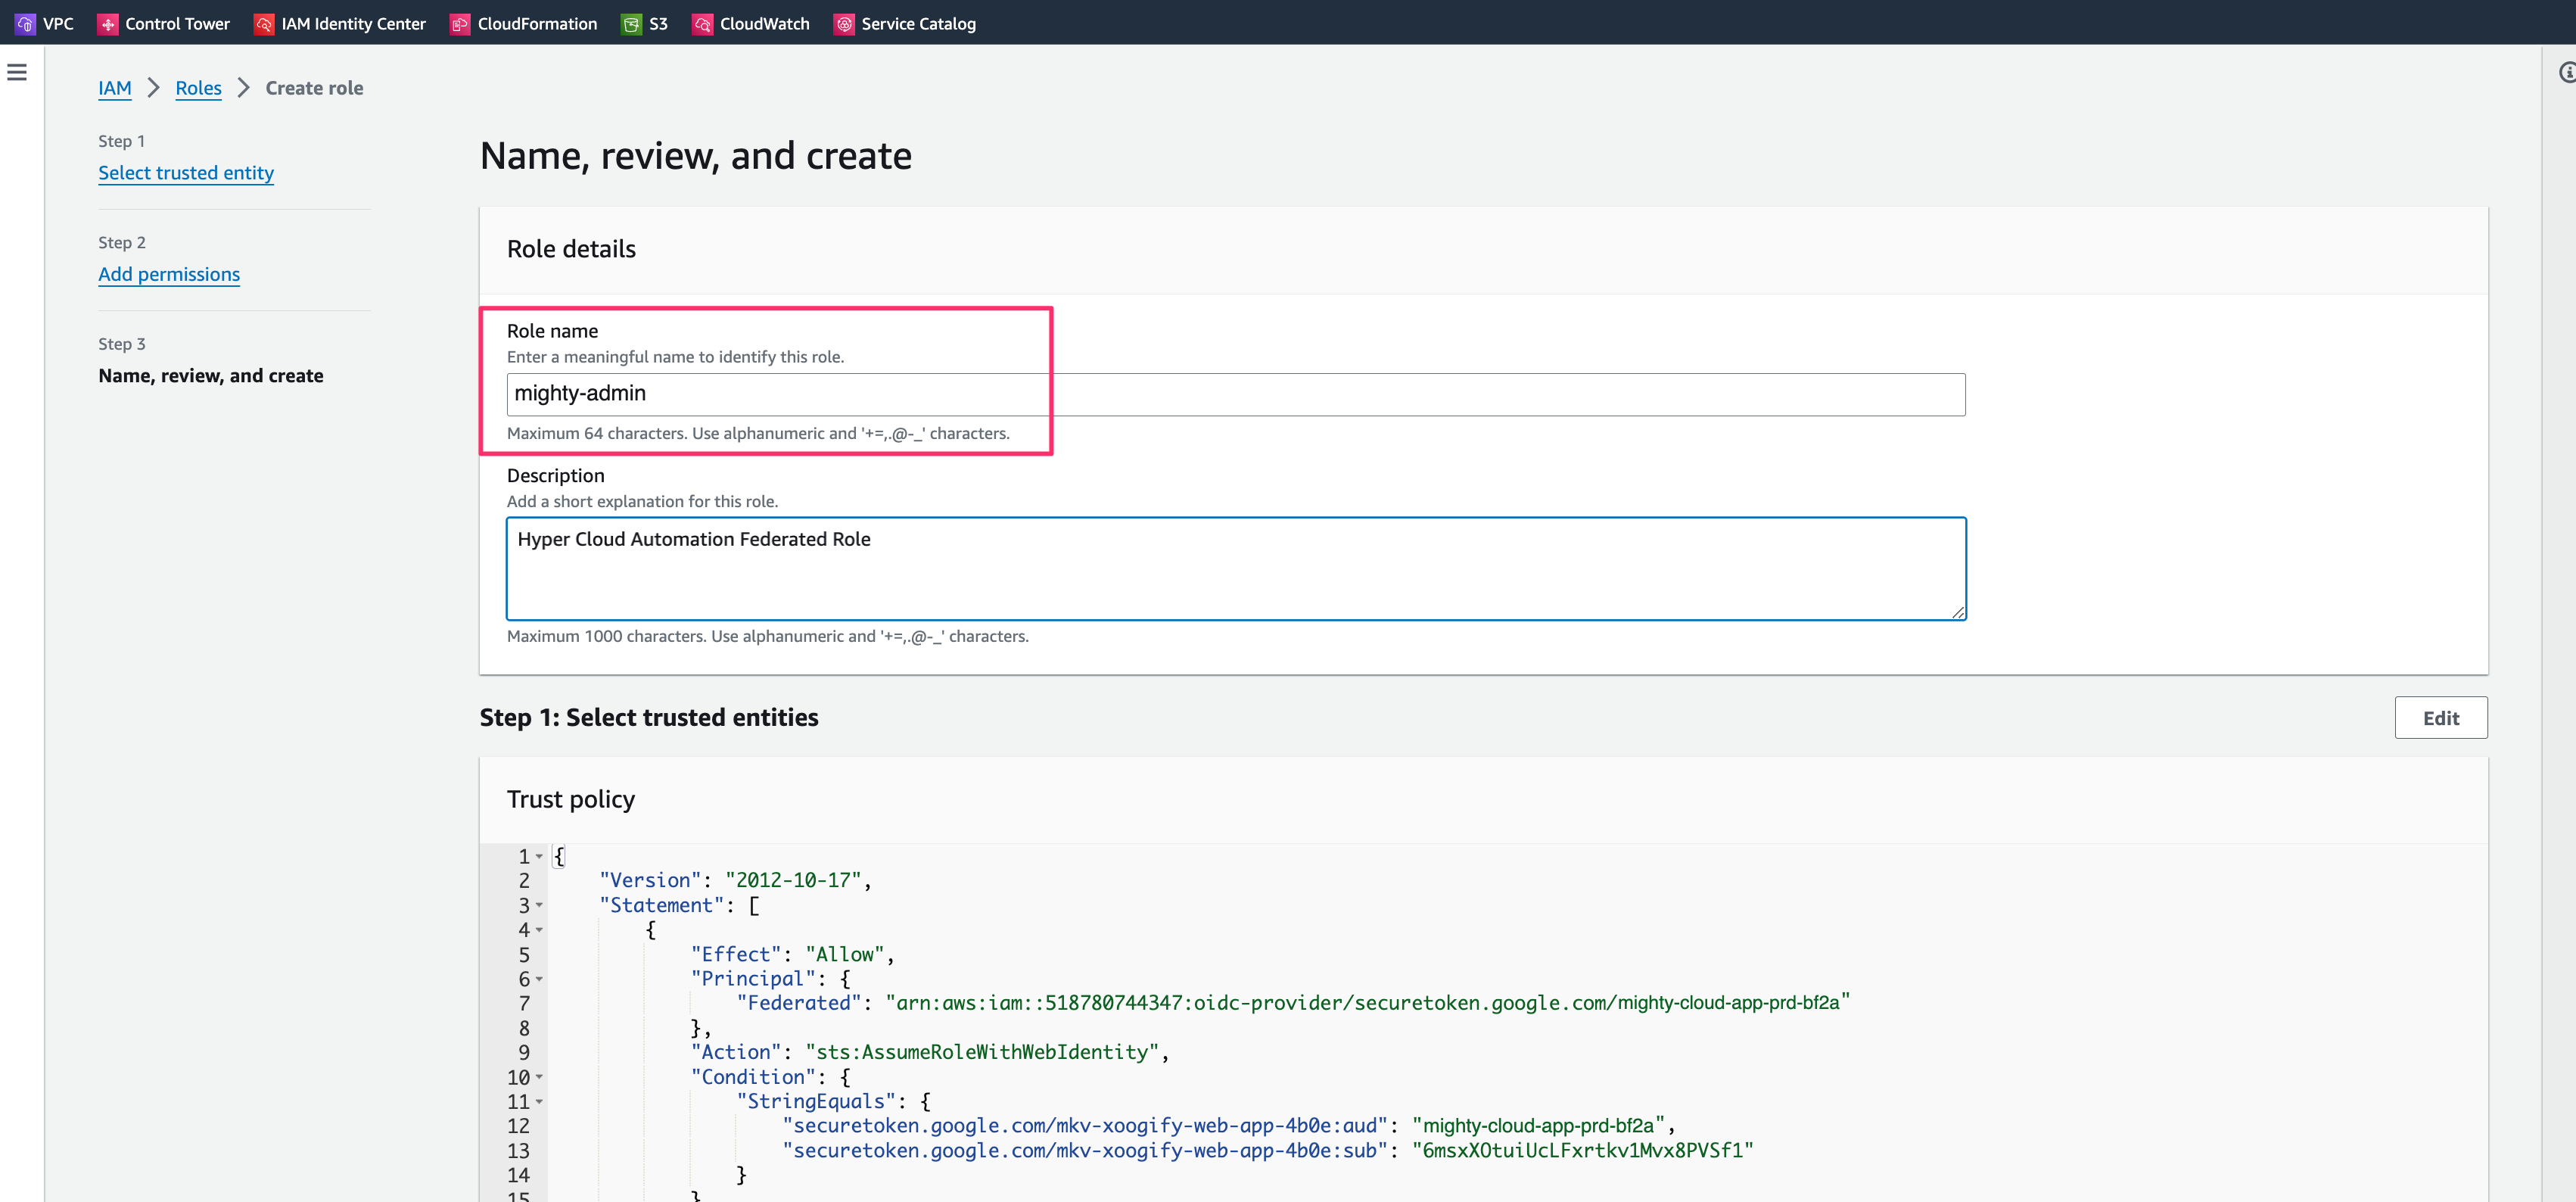 VPC Control Tower IAM Identity Center CloudFormation S3 CloudWatch Service Catalog
IAM > Roles > Create role
Step 1
Select trusted entity
Step 2
Add permissions
Step 3
Name, review, and create
Name, review, and create
Role details
Role name
Enter a meaningful name to identify this role.
mighty-admin
Maximum 64 characters. Use alphanumeric and '+=,.@-_' characters.
Description
Add a short explanation for this role.
Hyper Cloud Automation Federated Role
Maximum 1000 characters. Use alphanumeric and '+=,.@-_' characters.
Step 1: Select trusted entities
Edit
Trust policy
1 {
2 "Version": "2012-10-17",
3 "Statement": [
4 {
5 "Effect": "Allow",
6 "Principal": {
7 "Federated": "arn:aws:iam::518780744347:oidc-provider/securetoken.google.com/mighty-cloud-app-prd-bf2a"
8 },
9 "Action": "sts:AssumeRoleWithWebIdentity",
10 "Condition": {
11 "StringEquals": {
12 "securetoken.google.com/mkv-xoogify-web-app-4b0e:aud": "mighty-cloud-app-prd-bf2a",
13 "securetoken.google.com/mkv-xoogify-web-app-4b0e:sub": "6msxXOtuiUcLFxrtkv1Mvx8PVSf1"
14 }
15 }